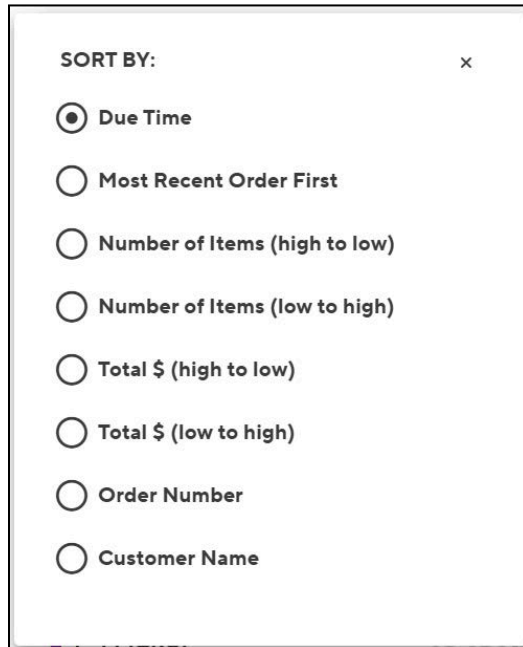 SORT BY: ×
Due Time
Most Recent Order First
Number of Items (high to low)
Number of Items (low to high)
Total $ (high to low)
Total $ (low to high)
Order Number
Customer Name